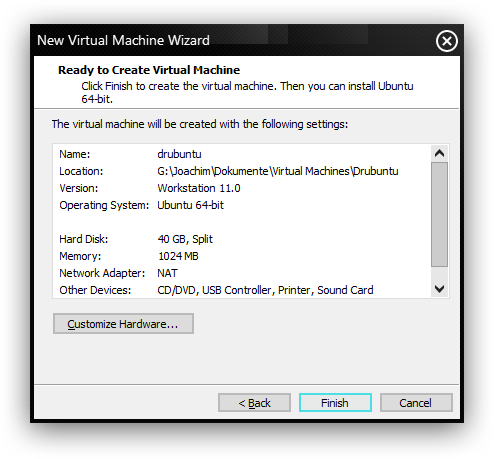 New Virtual Machine Wizard
Ready to Create Virtual Machine
Click Finish to create the virtual machine. Then you can install Ubuntu
64-bit.
The virtual machine will be created with the following settings:
Name: drubuntu
Location: G:\Joachim\Dokumente\Virtual Machines\Drubuntu
Version: Workstation 11.0
Operating System: Ubuntu 64-bit
Hard Disk: 40 GB, Split
Memory: 1024 MB
Network Adapter: NAT
Other Devices: CD/DVD, USB Controller, Printer, Sound Card
Customize Hardware...
< Back Finish Cancel